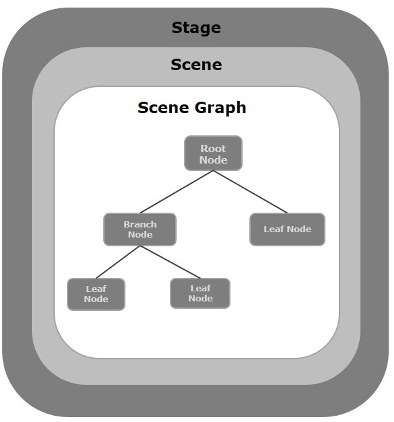 Stage
Scene
Scene Graph
Root
Node
Branch
Node
Leaf Node
Leaf
Node
Leaf
Node